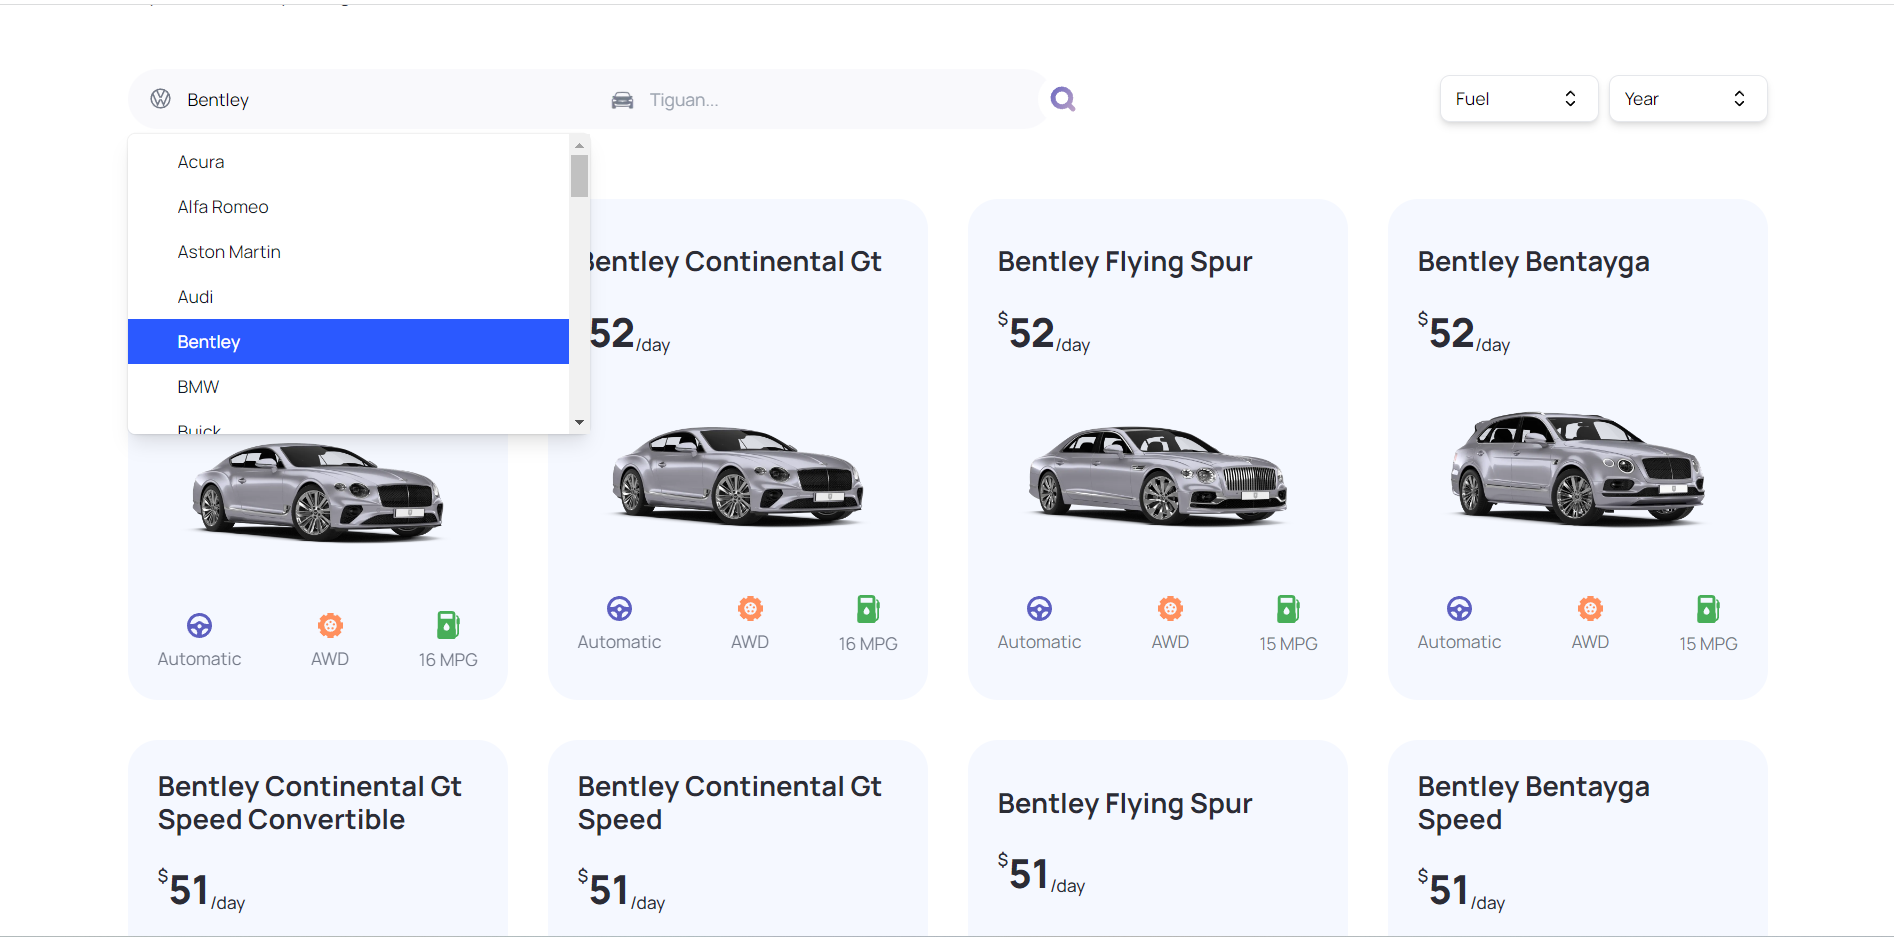 Bentley
Tiguan...
Fuel
Year
Acura
Alfa Romeo
Aston Martin
Audi
Bentley
BMW
Buick
Automatic
AWD
16 MPG
Bentley Continental Gt
52/day
Automatic
AWD
16 MPG
Bentley Flying Spur
$52/day
Automatic
AWD
15 MPG
Bentley Bentayga
$52/day
Automatic
AWD
15 MPG
Bentley Continental Gt
Speed Convertible
$51/day
Bentley Continental Gt
Speed
$51/day
Bentley Flying Spur
$51/day
Bentley Bentayga
Speed
$51/day